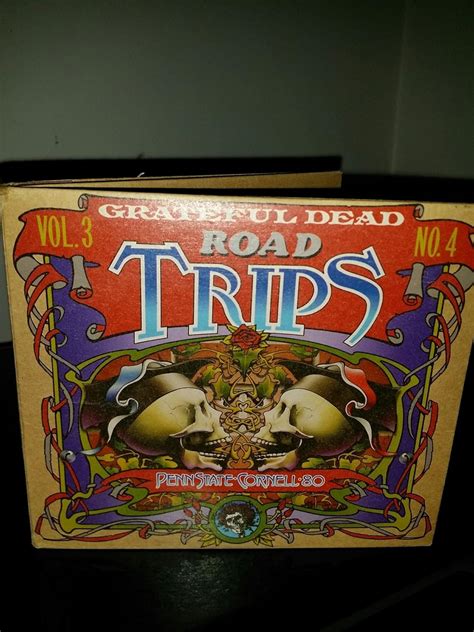 GRATEFUL DEAD
VOL. 3
ROAD
NO. 4
TRIPS
PENN STATE-CORNELL·80